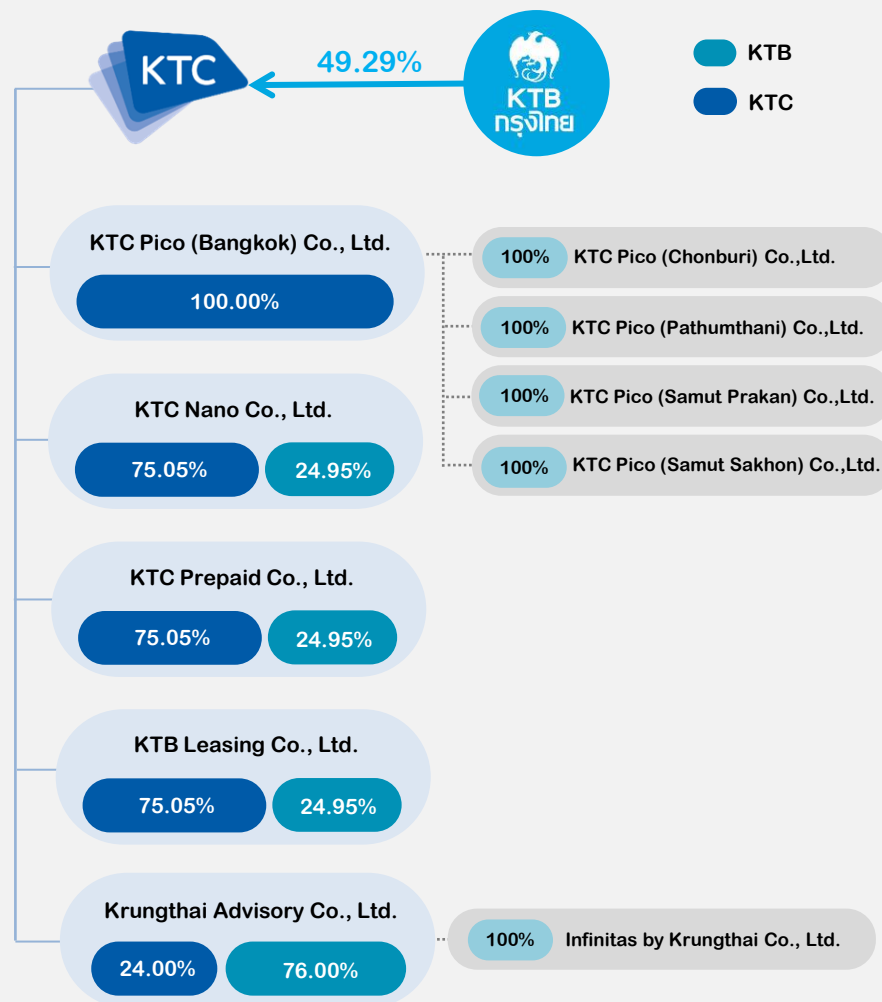 KTC
49.29%
KTB
กรุงไทย
KTB
KTC
KTC Pico (Bangkok) Co., Ltd.
100.00%
100% KTC Pico (Chonburi) Co.,Ltd.
100% KTC Pico (Pathumthani) Co.,Ltd.
100% KTC Pico (Samut Prakan) Co.,Ltd.
100% KTC Pico (Samut Sakhon) Co.,Ltd.
KTC Nano Co., Ltd.
75.05% 24.95%
KTC Prepaid Co., Ltd.
75.05% 24.95%
KTB Leasing Co., Ltd.
75.05% 24.95%
Krungthai Advisory Co., Ltd.
24.00% 76.00%
100% Infinitas by Krungthai Co., Ltd.